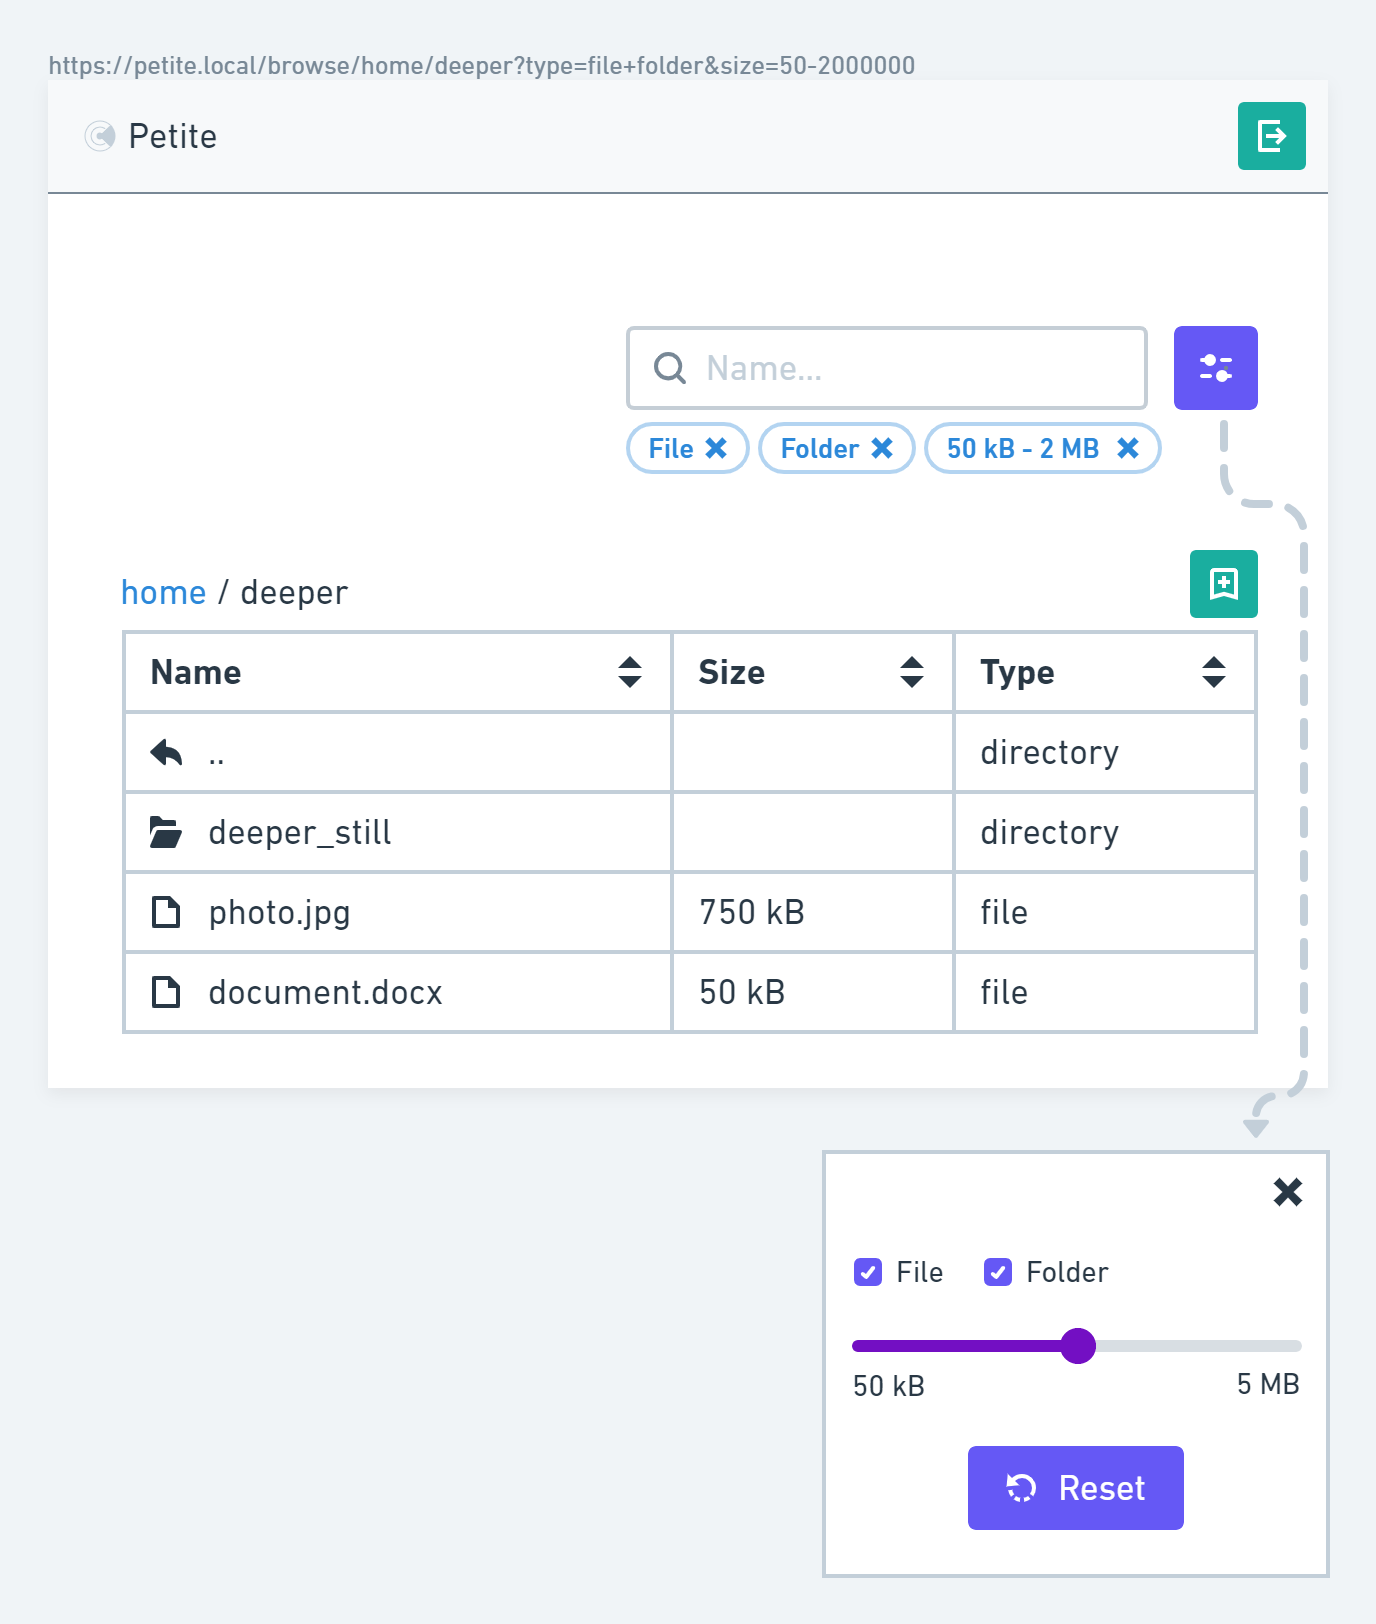 https://petite.local/browse/home/deeper?type=file+folder&size=50-2000000
Petite
Name...
File
Folder
50 kB - 2 MB
home / deeper
Name Size Type
.. directory
deeper_still directory
photo.jpg 750 kB file
document.docx 50 kB file
File Folder
50 kB 5 MB
Reset